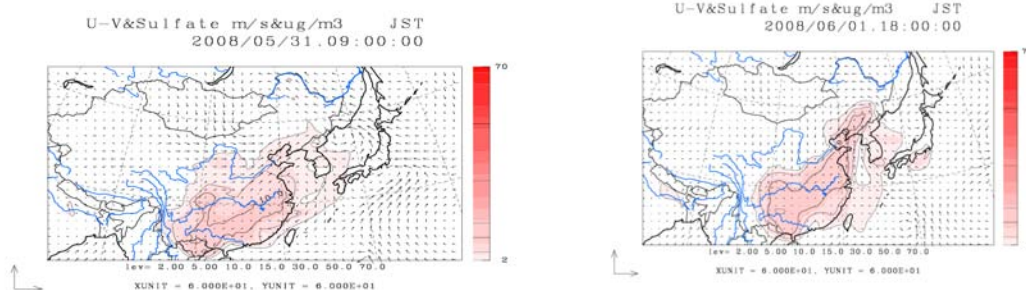 U-V&Sulfate m/s&ug/m3 JST
2008/05/31.09:00:00
70
2
lev= 2.00 5.00 10.0 15.0 30.0 50.0 70.0
XUNIT = 6.000E+01, YUNIT = 6.000E+01
U-V&Sulfate m/s&ug/m3 JST
2008/06/01.18:00:00
lev= 2.00 5.00 10.0 15.0 30.0 50.0 70.0
XUNIT = 6.000E+01, YUNIT = 6.000E+01